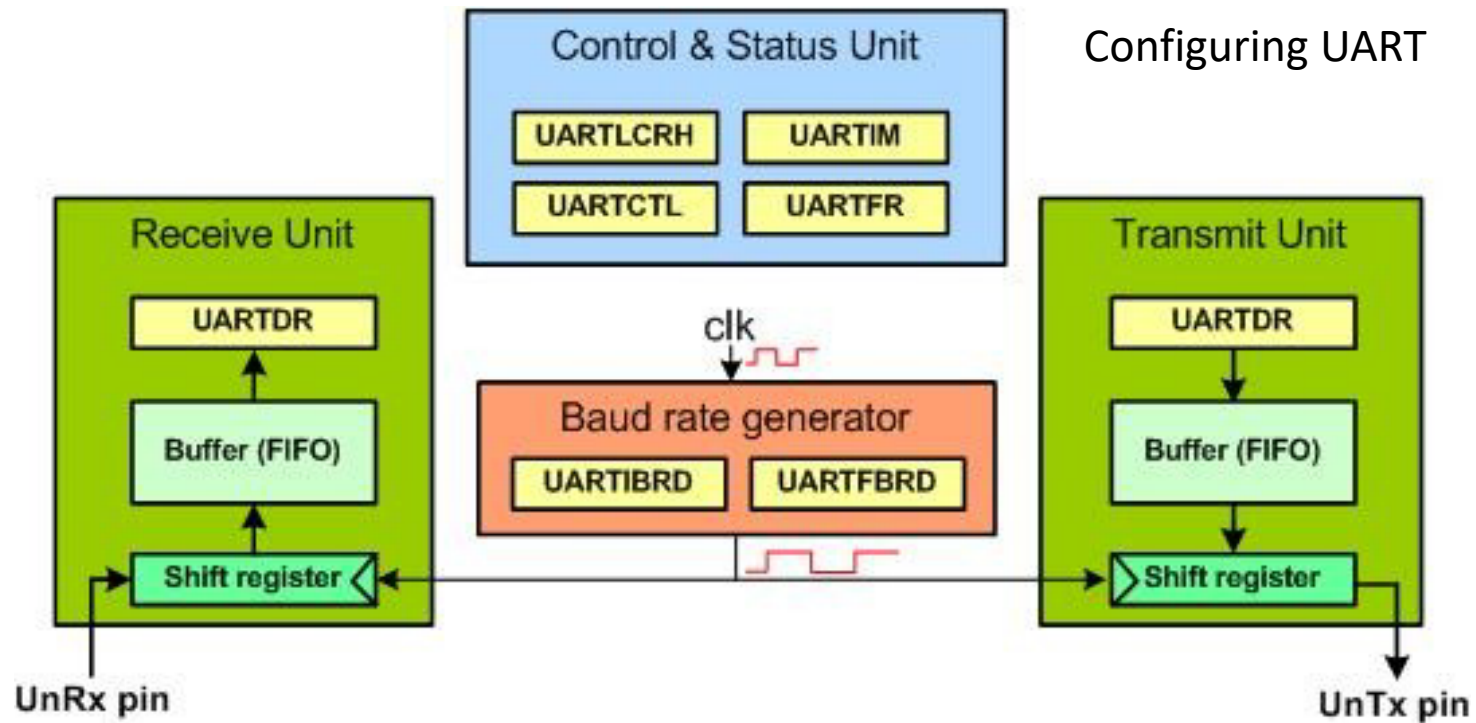 Configuring UART
Control & Status Unit
UARTLCRH
UARTIM
UARTCTL
UARTFR
Receive Unit
UARTDR
Buffer (FIFO)
Shift register
UnRx pin
clk
Baud rate generator
UARTIBRD
UARTFBRD
Transmit Unit
UARTDR
Buffer (FIFO)
Shift register
UnTx pin